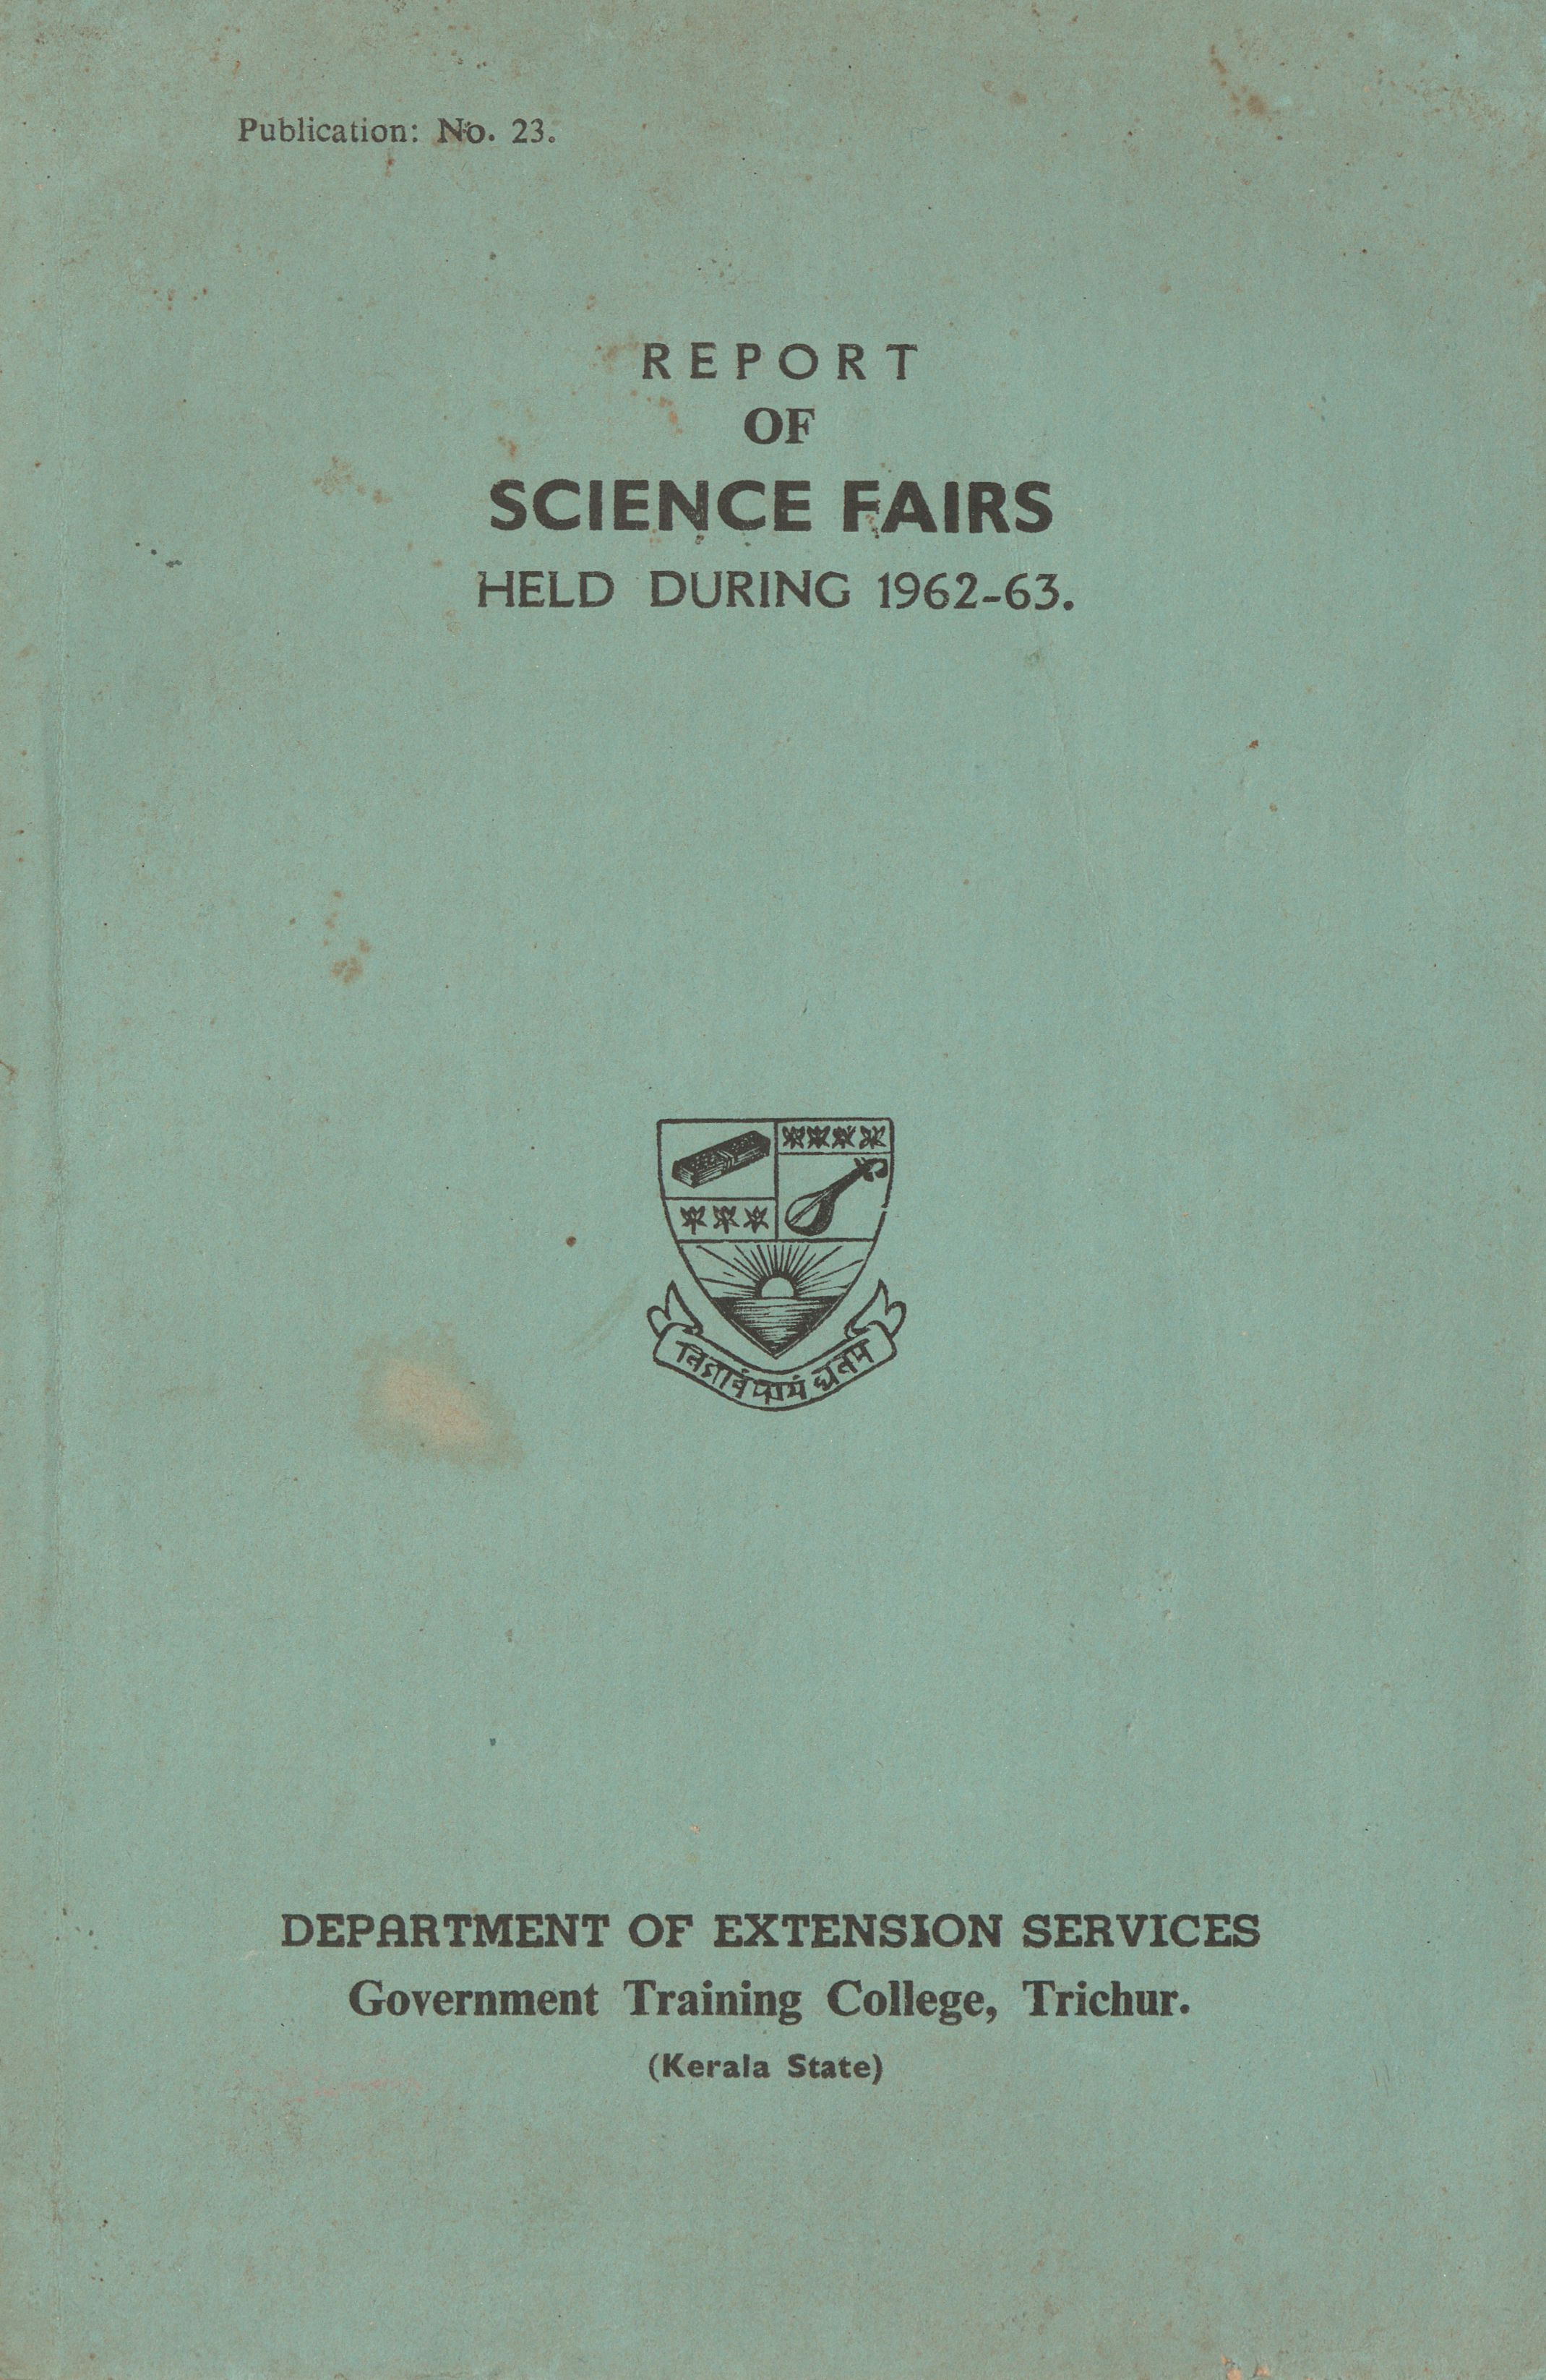 Publication: No. 23.
REPORT
OF
SCIENCE FAIRS
HELD DURING 1962-63.
DEPARTMENT OF EXTENSION SERVICES
Government Training College, Trichur.
(Kerala State)